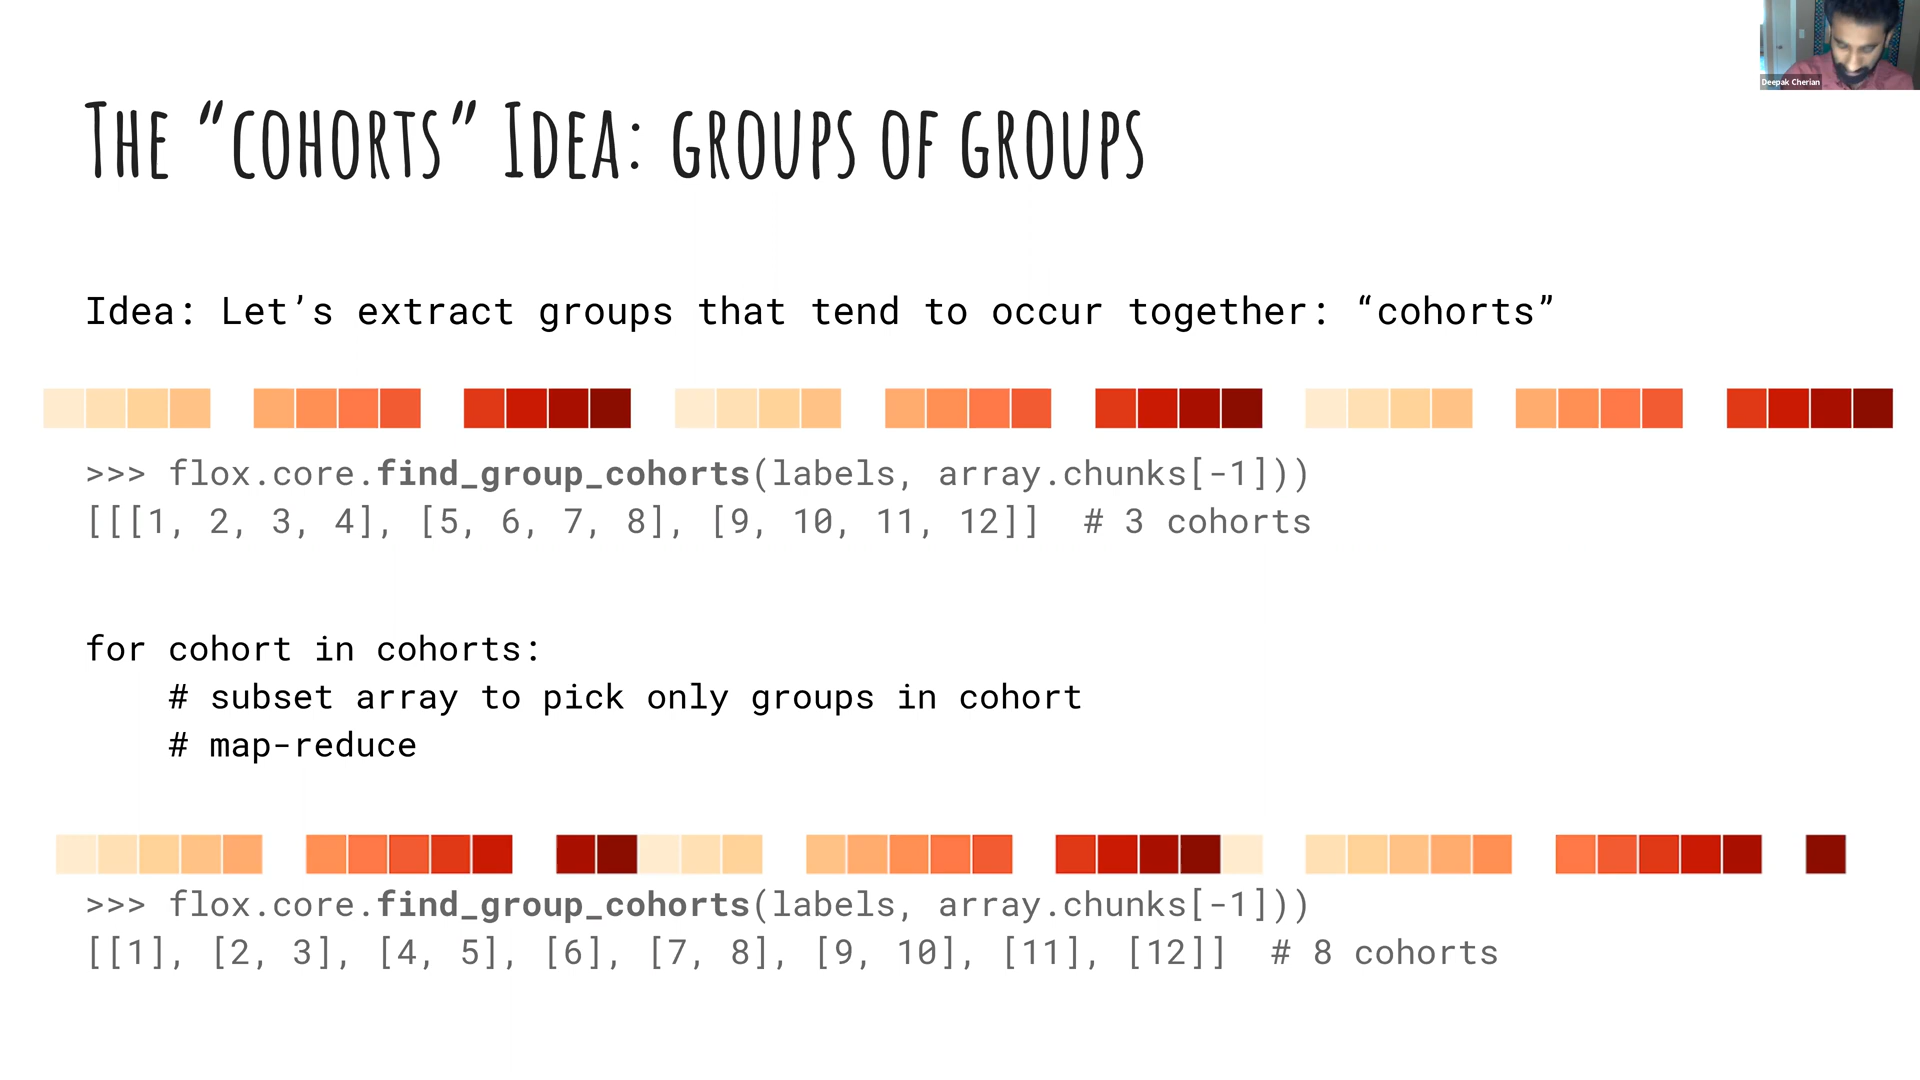 Deepak Cherian
The “cohorts” Idea: groups of groups
Idea: Let’s extract groups that tend to occur together: “cohorts”
>>> flox.core.find_group_cohorts(labels, array.chunks[-1]))
[[[1, 2, 3, 4], [5, 6, 7, 8], [9, 10, 11, 12]]  # 3 cohorts
for cohort in cohorts:
    # subset array to pick only groups in cohort
    # map-reduce
>>> flox.core.find_group_cohorts(labels, array.chunks[-1]))
[[1], [2, 3], [4, 5], [6], [7, 8], [9, 10], [11], [12]]  # 8 cohorts